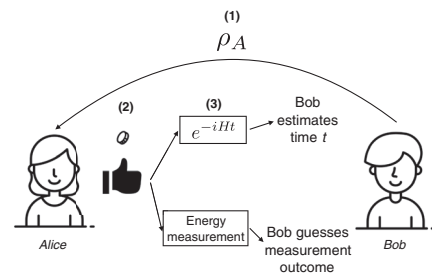 (1)
ρ_A
(2)
(3)
e^{-iHt}
Bob
estimates
time t
Alice
Energy
measurement
Bob guesses
measurement
outcome
Bob